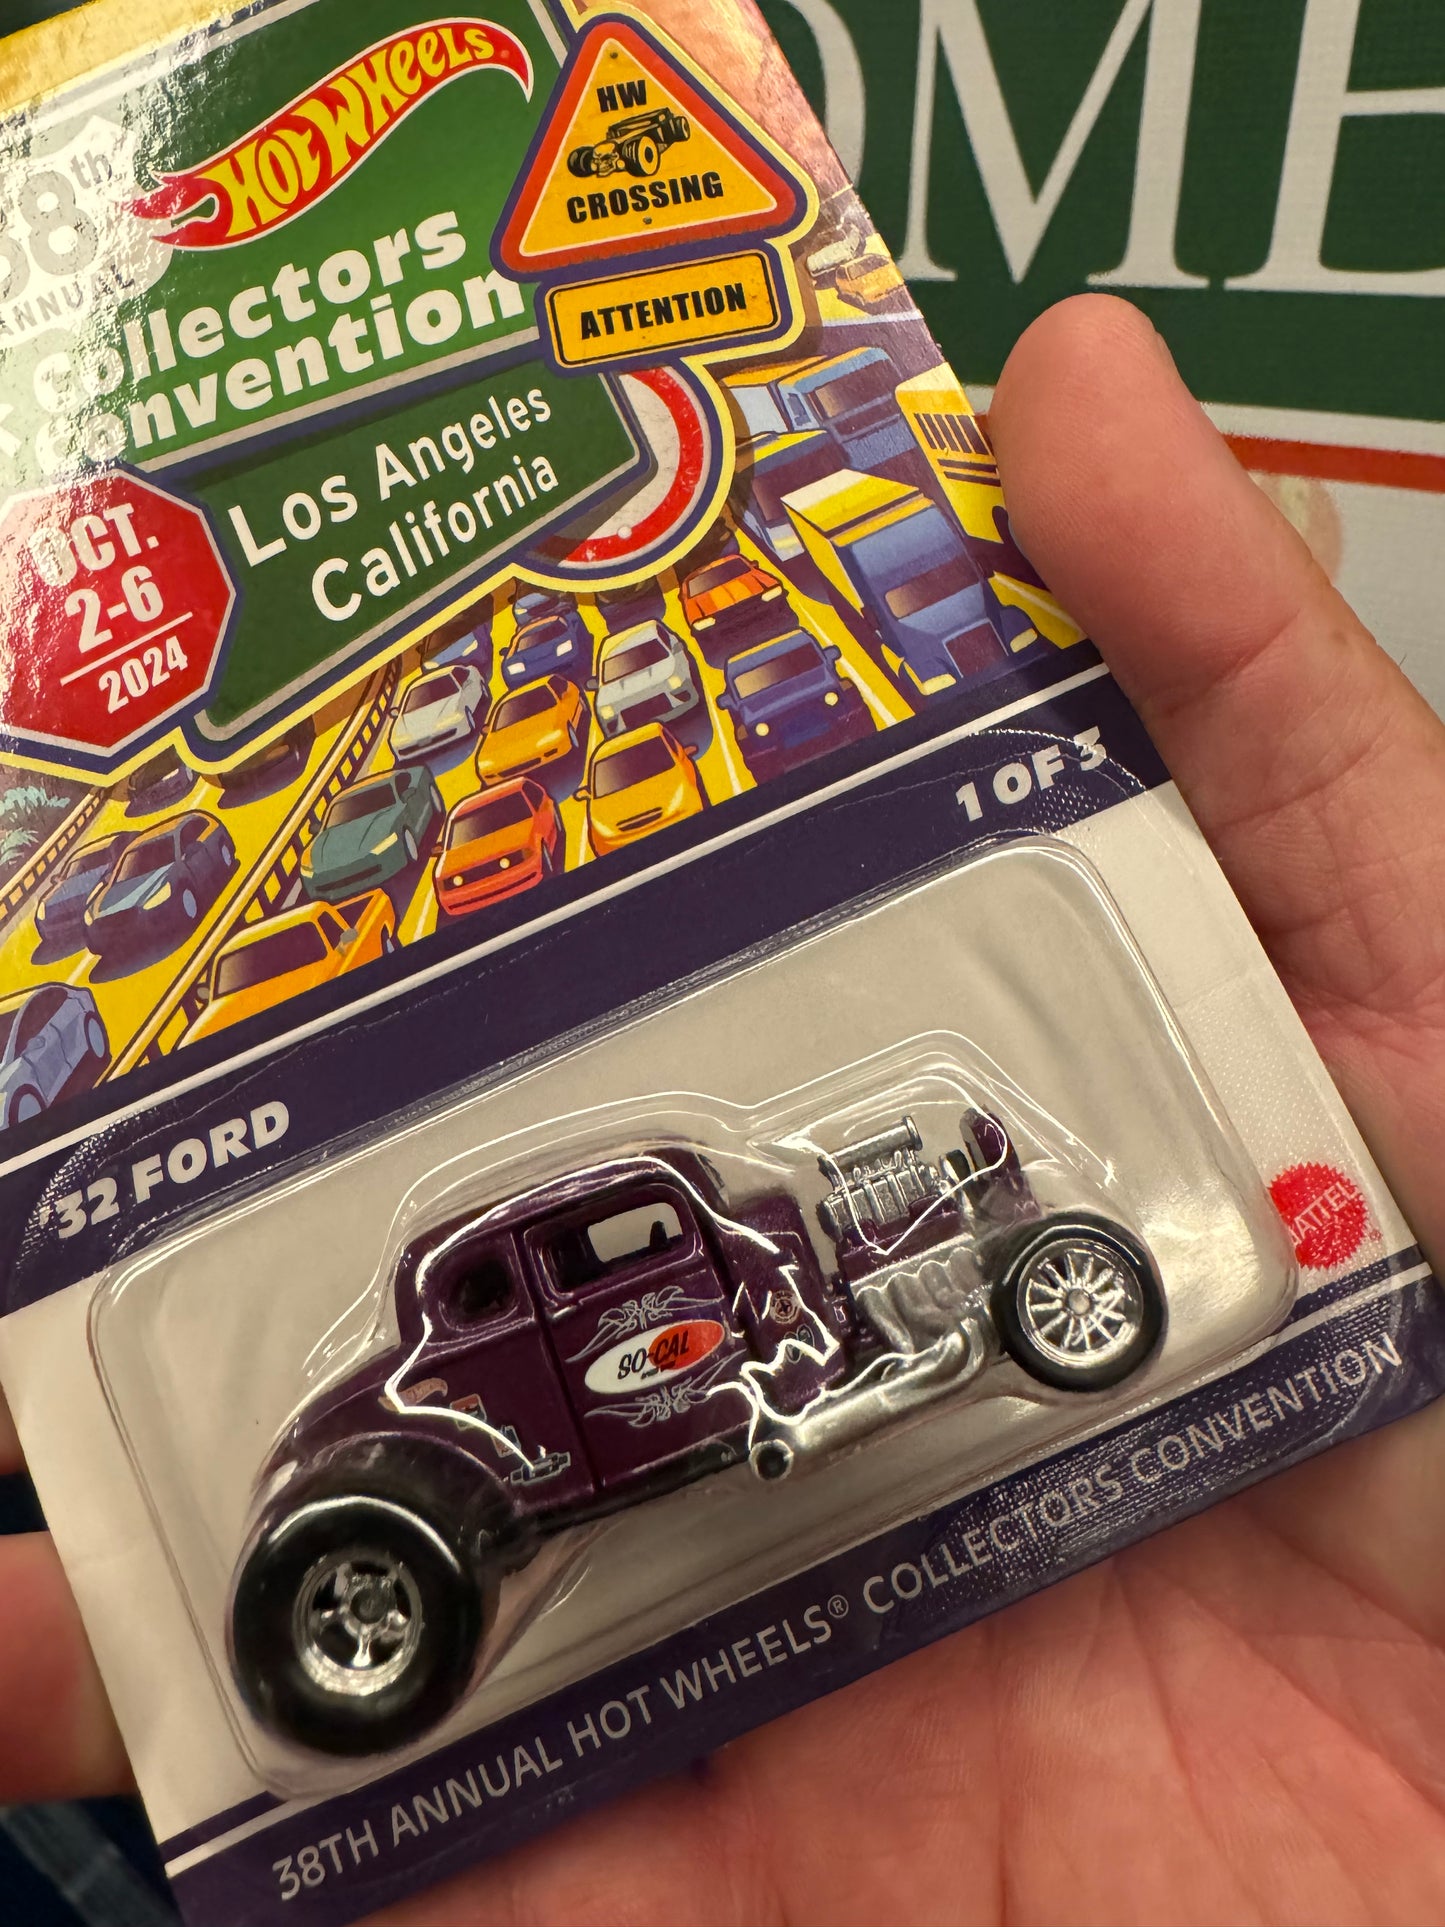 38th
ANNUAL
Hot Wheels
Collectors
Convention
Los Angeles
California
OCT.
2-6
2024
HW
CROSSING
ATTENTION
1 OF 3
'32 FORD
SO-CAL
MATTEL
38TH ANNUAL HOT WHEELS® COLLECTORS CONVENTION
OME